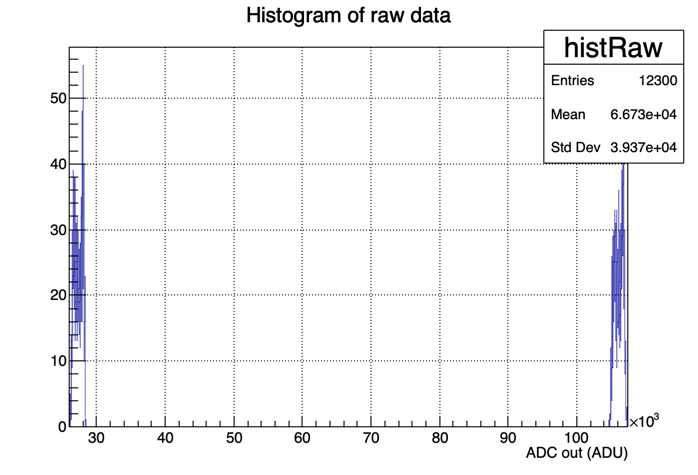 Histogram of raw data
histRaw
Entries 12300
Mean 6.673e+04
Std Dev 3.937e+04
50
40
30
20
10
0
30 40 50 60 70 80 90 100 ×10³
ADC out (ADU)